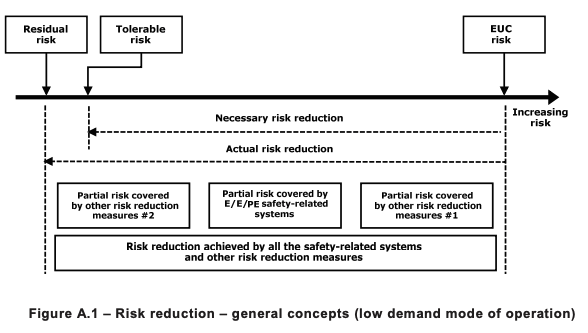 Residual
risk
Tolerable
risk
EUC
risk
Increasing
risk
Necessary risk reduction
Actual risk reduction
Partial risk covered
by other risk reduction
measures #2
Partial risk covered by
E/E/PE safety-related
systems
Partial risk covered
by other risk reduction
measures #1
Risk reduction achieved by all the safety-related systems
and other risk reduction measures
Figure A.1 – Risk reduction – general concepts (low demand mode of operation)